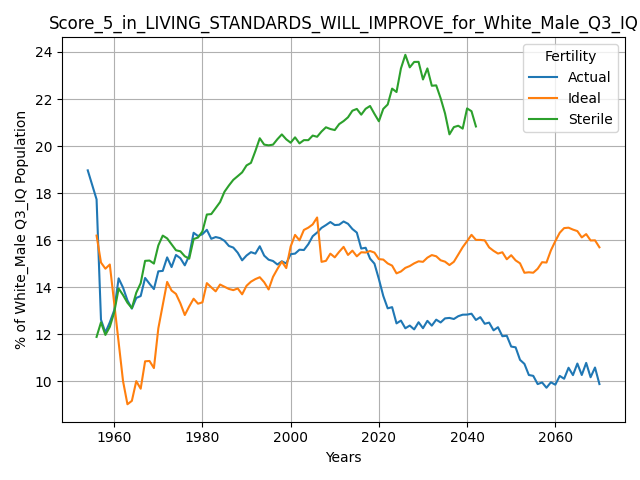 Score_5_in_LIVING_STANDARDS_WILL_IMPROVE_for_White_Male_Q3_IQ
% of White_Male Q3_IQ Population
24
22
20
18
16
14
12
10
Fertility
Actual
Ideal
Sterile
1960
1980
2000
2020
2040
2060
Years